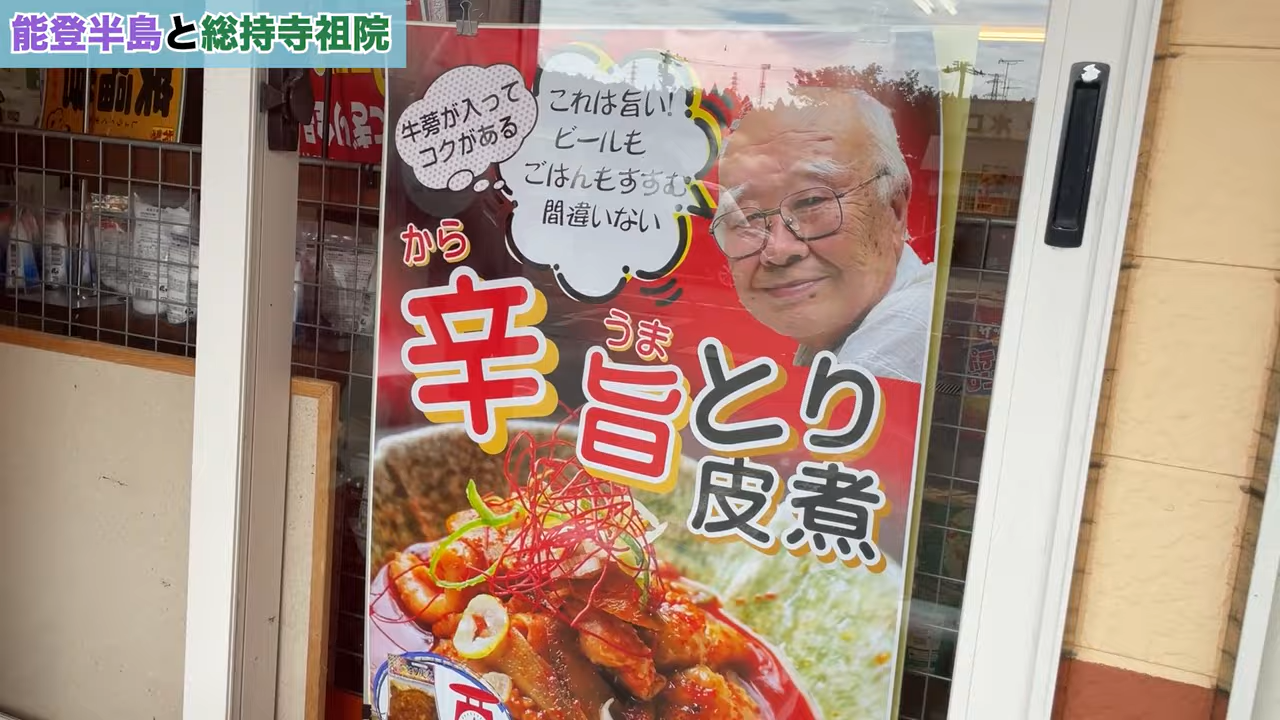 能登半島と総持寺祖院
牛蒡が入って
コクがある
これは旨い!
ビールも
ごはんもすすむ
間違いない
から
辛
うま
旨
とり
皮煮